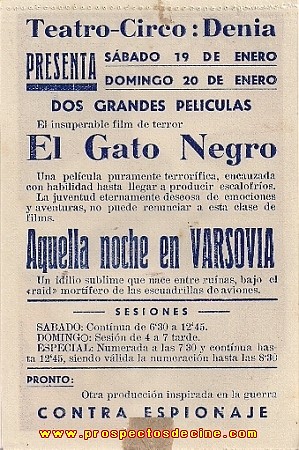 Teatro-Circo: Denia
PRESENTA
SÁBADO 19 DE ENERO
DOMINGO 20 DE ENERO
DOS GRANDES PELICULAS
El insuperable film de terror
El Gato Negro
Una película puramente terrorífica, encauzada
con habilidad hasta llegar a producir escalofríos.
La juventud eternamente deseosa de emociones
y aventuras, no puede renunciar a esta clase de
films.
Aquella noche en VARSOVIA
Un idilio sublime que nace entre ruinas, bajo el
«raid» mortífero de las escuadrillas de aviones.
SESIONES
SABADO: Contínua de 6'30 a 12'45.
DOMINGO: Sesión de 4 a 7 tarde.
ESPECIAL: Numerada a las 7'30 y contínua has-
ta 12'45, siendo válida la numeración hasta las 8'30
PRONTO:
Otra producción inspirada en la guerra
CONTRA ESPIONAJE
www.prospectosdecine.com